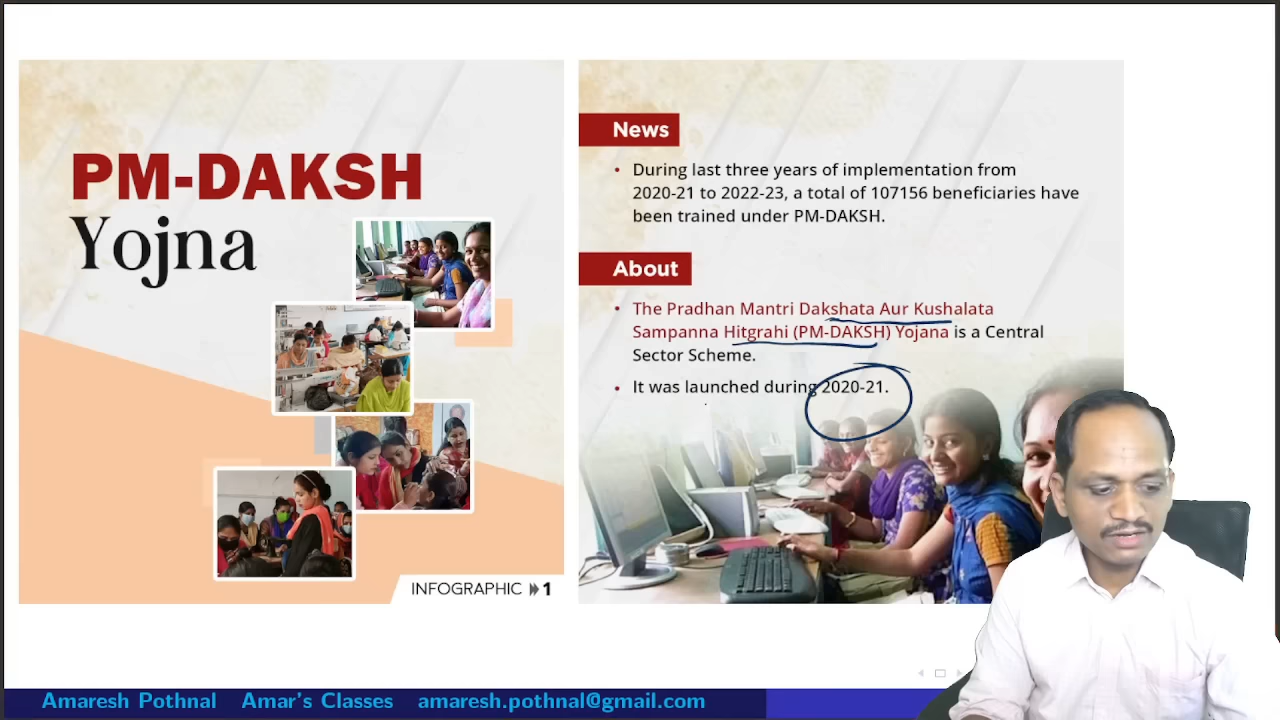 PM-DAKSH
Yojna
INFOGRAPHIC 1
News
• During last three years of implementation from
2020-21 to 2022-23, a total of 107156 beneficiaries have
been trained under PM-DAKSH.
About
• The Pradhan Mantri Dakshata Aur Kushalata
Sampanna Hitgrahi (PM-DAKSH) Yojana is a Central
Sector Scheme.
• It was launched during 2020-21.
Amaresh Pothnal Amar's Classes amaresh.pothnal@gmail.com